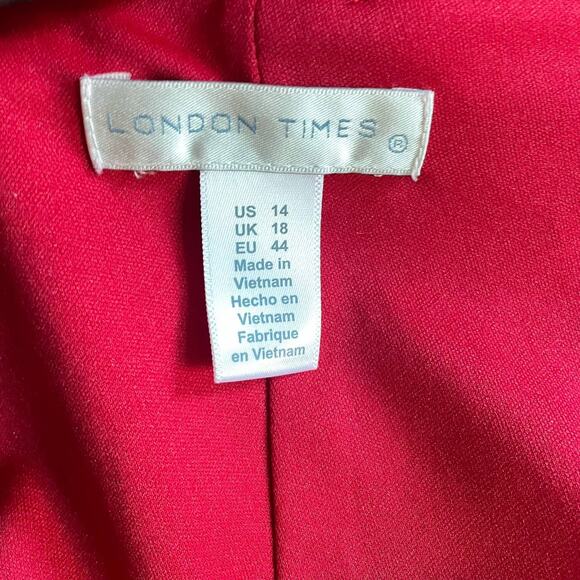 LONDON TIMES ®
US 14
UK 18
EU 44
Made in
Vietnam
Hecho en
Vietnam
Fabrique
en Vietnam